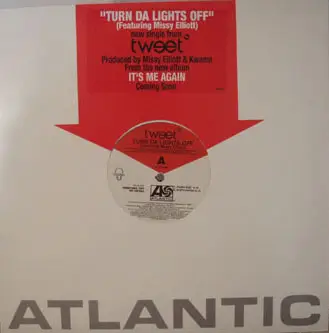 "TURN DA LIGHTS OFF"
(Featuring Missy Elliott)
new single from
tweet
Produced by Missy Elliott & Kwame
From the new album
IT'S ME AGAIN
Coming Soon
tweet
TURN DA LIGHTS OFF
A
ATLANTIC